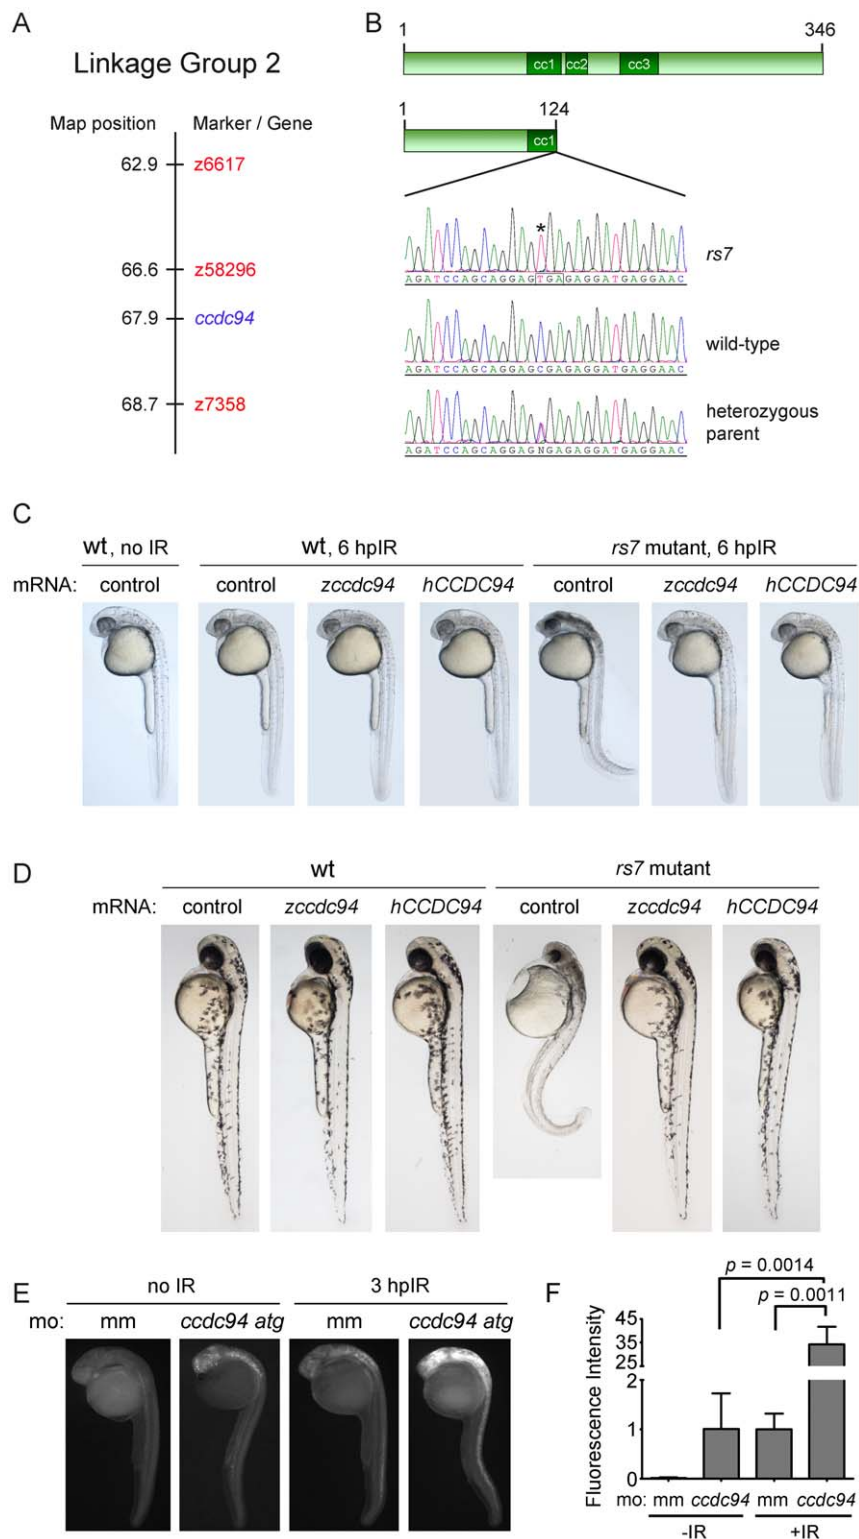 A
Linkage Group 2
Map position Marker / Gene
62.9 z6617
66.6 z58296
67.9 ccdc94
68.7 z7358
B
1 346
cc1 cc2 cc3
1 124
cc1
*
rs7
AGATCCAGCAGGAGTGAGAGGATGAGGAAC
wild-type
AGATCCAGCAGGAGCGAGAGGATGAGGAAC
heterozygous
parent
AGATCCAGCAGGAGNGAGAGGATGAGGAAC
C
wt, no IR wt, 6 hpIR rs7 mutant, 6 hpIR
mRNA: control control zccdc94 hCCDC94 control zccdc94 hCCDC94
D
wt rs7 mutant
mRNA: control zccdc94 hCCDC94 control zccdc94 hCCDC94
E
no IR 3 hpIR
mo: mm ccdc94 atg mm ccdc94 atg
F
p = 0.0014
p = 0.0011
Fluorescence Intensity
45
35
25
2
1
0
mo: mm ccdc94 mm ccdc94
-IR +IR